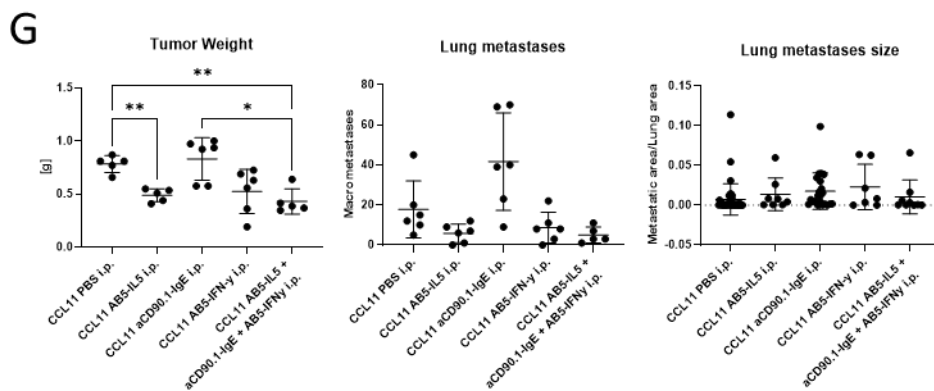 G
Tumor Weight
**
**
*
[g]
1.5
1.0
0.5
0.0
CCL11 PBS i.p.
CCL11 AB5-IL5 i.p.
CCL11 aCD90.1-IgE i.p.
CCL11 AB5-IFN-y i.p.
CCL11 AB5-IL5 +
aCD90.1-IgE + AB5-IFNy i.p.
Lung metastases
Macro metastases
80
60
40
20
0
CCL11 PBS i.p.
CCL11 AB5-IL5 i.p.
CCL11 aCD90.1-IgE i.p.
CCL11 AB5-IFN-y i.p.
CCL11 AB5-IL5 +
aCD90.1-IgE + AB5-IFNy i.p.
Lung metastases size
Metastatic area/Lung area
0.15
0.10
0.05
0.00
-0.05
CCL11 PBS i.p.
CCL11 AB5-IL5 i.p.
CCL11 aCD90.1-IgE i.p.
CCL11 AB5-IFN-y i.p.
CCL11 AB5-IL5 +
aCD90.1-IgE + AB5-IFNy i.p.